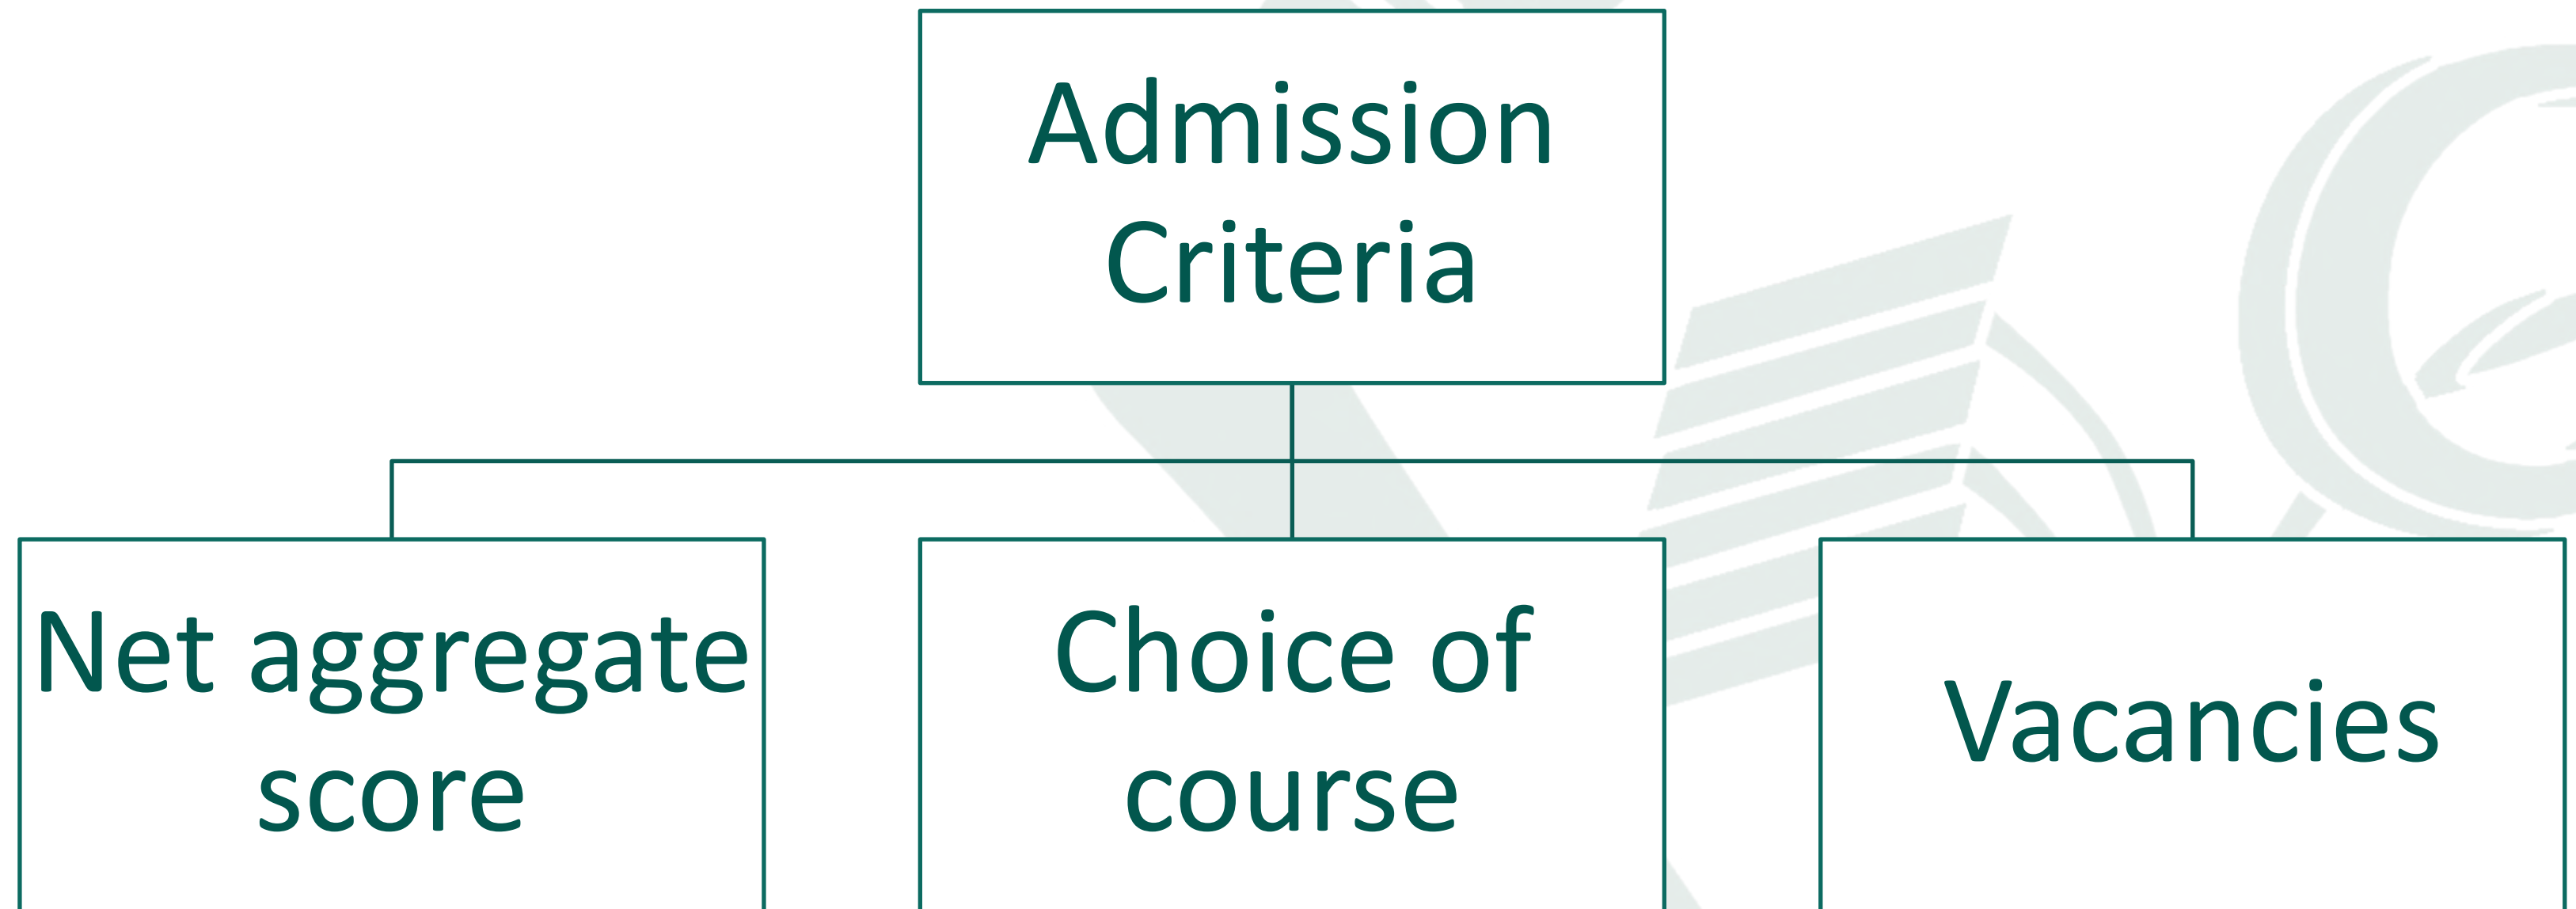 Admission
Criteria
Net aggregate
score
Choice of
course
Vacancies